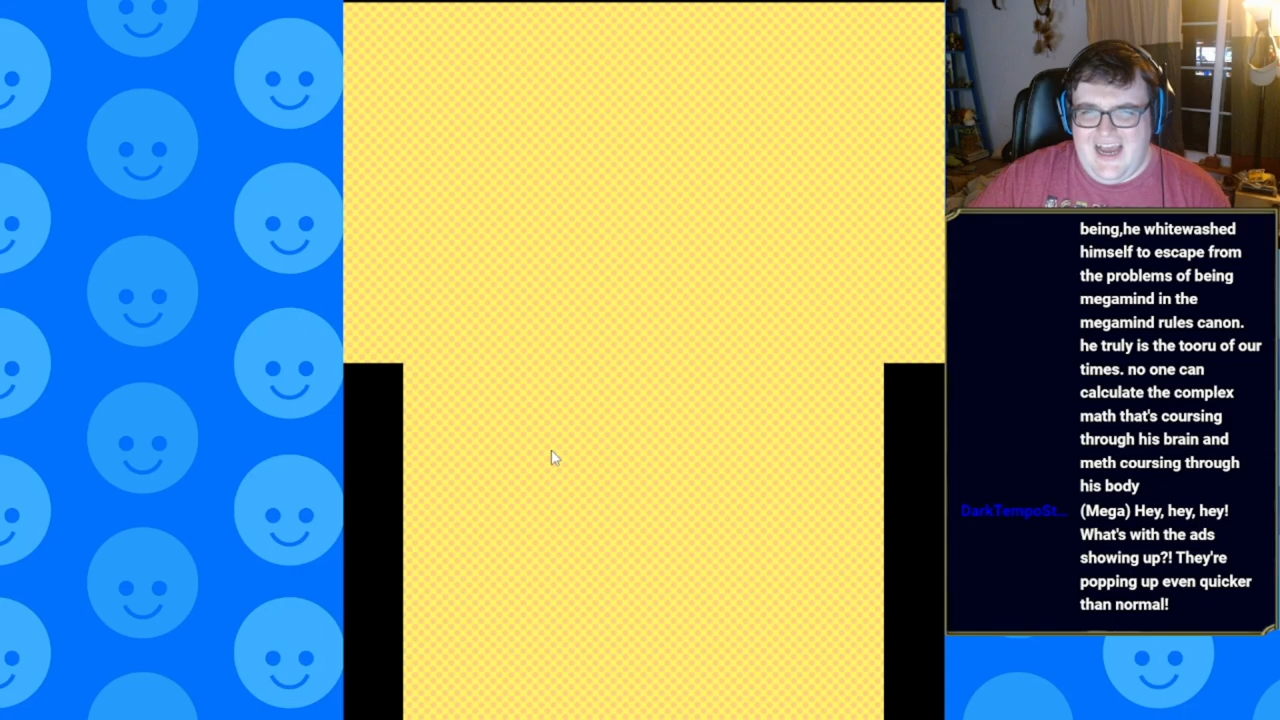 being,he whitewashed
himself to escape from
the problems of being
megamind in the
megamind rules canon.
he truly is the tooru of our
times. no one can
calculate the complex
math that's coursing
through his brain and
meth coursing through
his body
DarkTempoSt... (Mega) Hey, hey, hey!
What's with the ads
showing up?! They're
popping up even quicker
than normal!